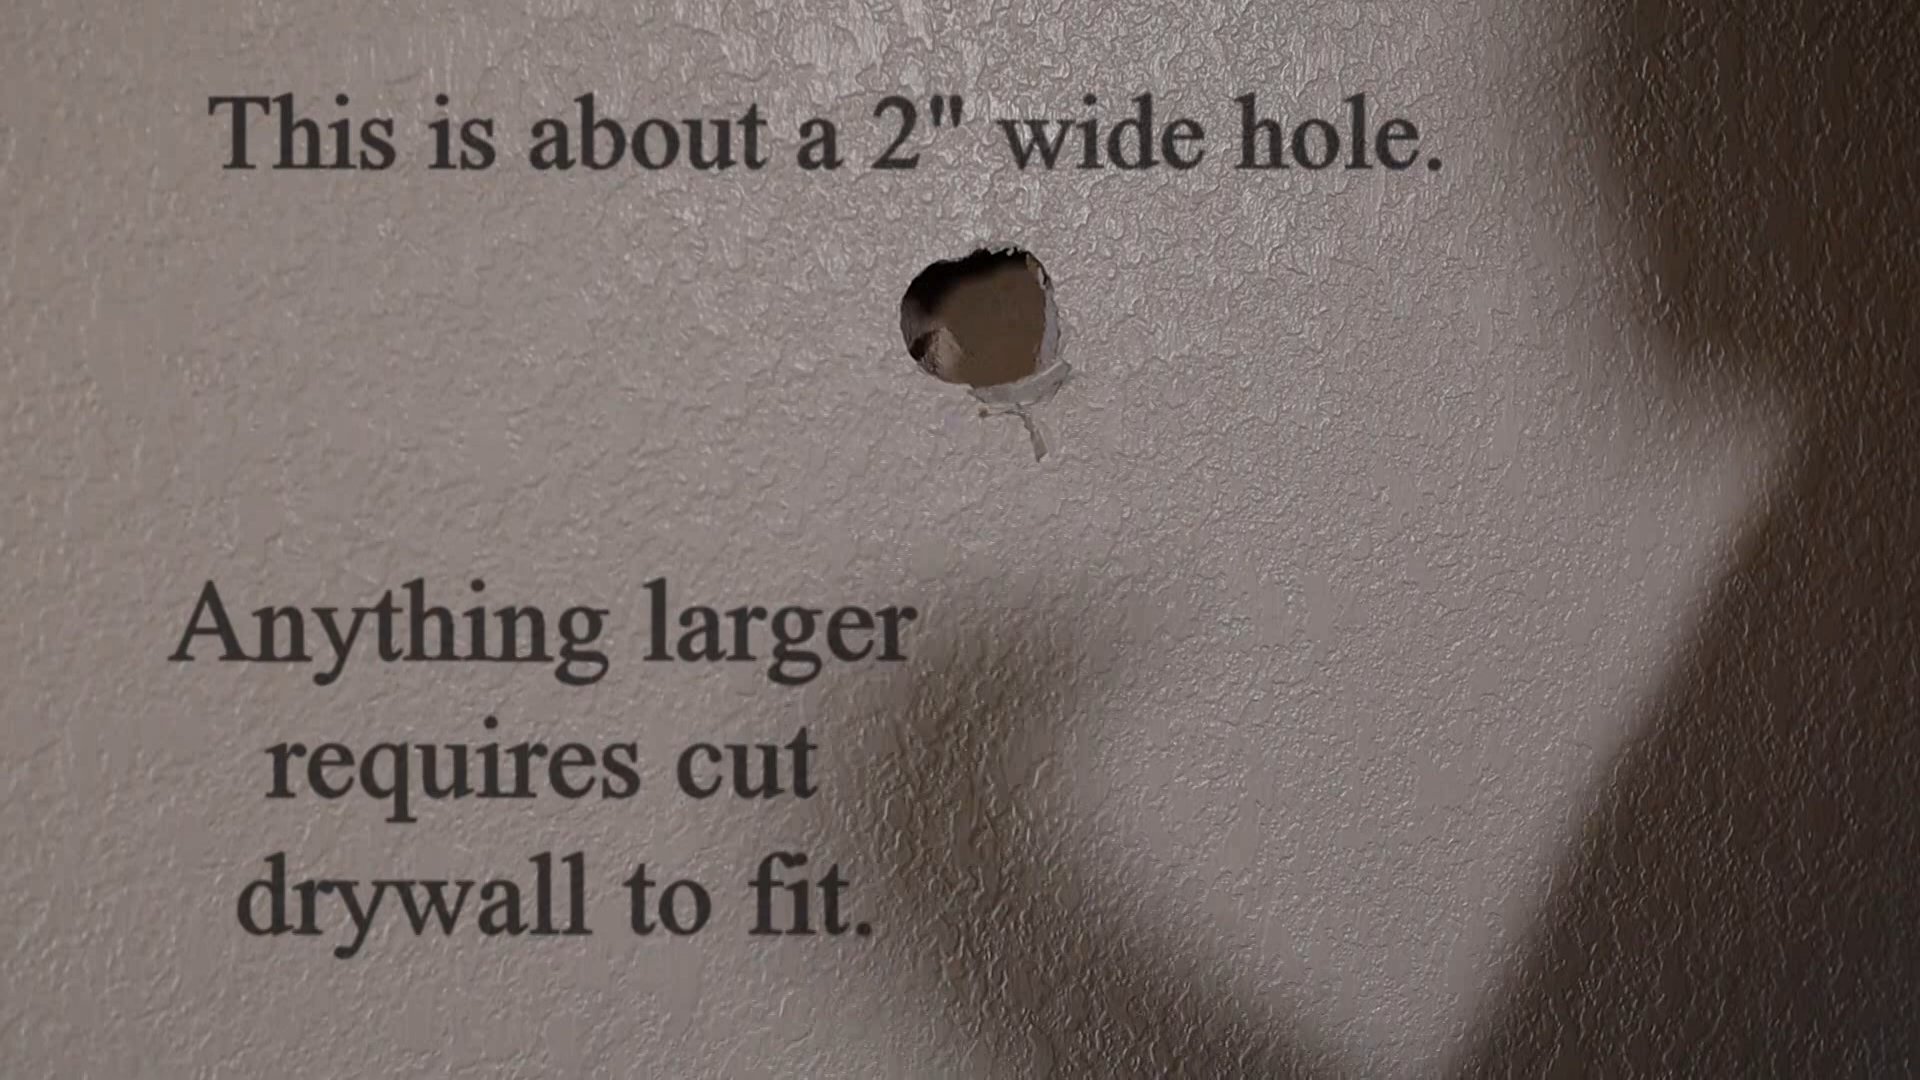 This is about a 2" wide hole.
Anything larger
requires cut
drywall to fit.